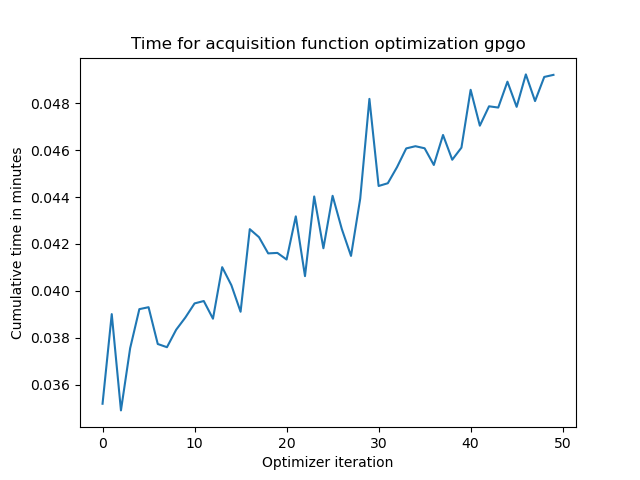 Time for acquisition function optimization gpgo
Cumulative time in minutes
0.048
0.046
0.044
0.042
0.040
0.038
0.036
0 10 20 30 40 50
Optimizer iteration